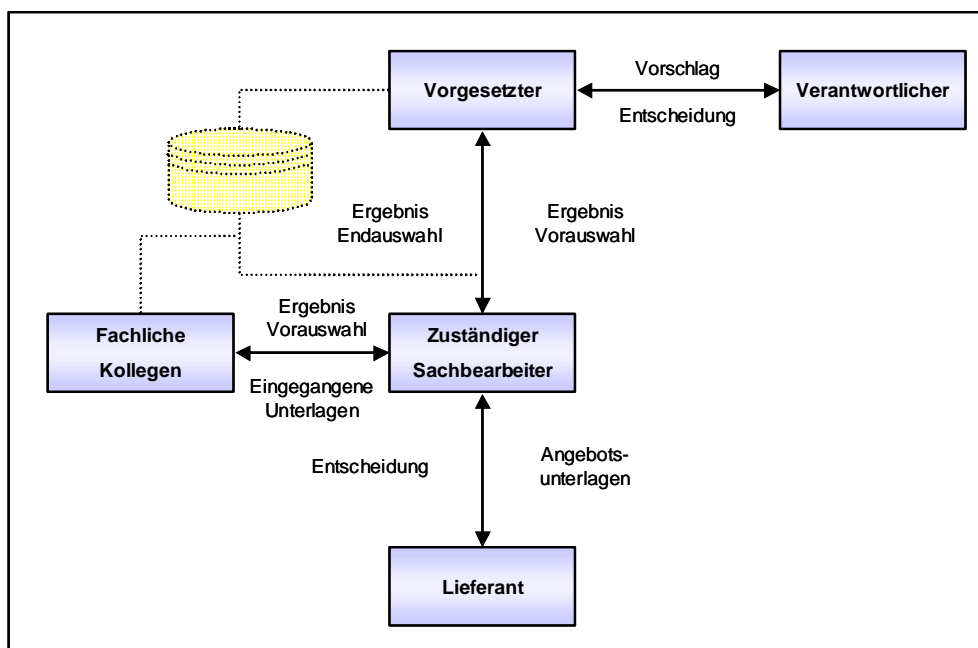 Vorgesetzter
Vorschlag
Entscheidung
Verantwortlicher
Ergebnis
Endauswahl
Ergebnis
Vorauswahl
Fachliche
Kollegen
Ergebnis
Vorauswahl
Eingegangene
Unterlagen
Zuständiger
Sachbearbeiter
Entscheidung
Angebots-
unterlagen
Lieferant